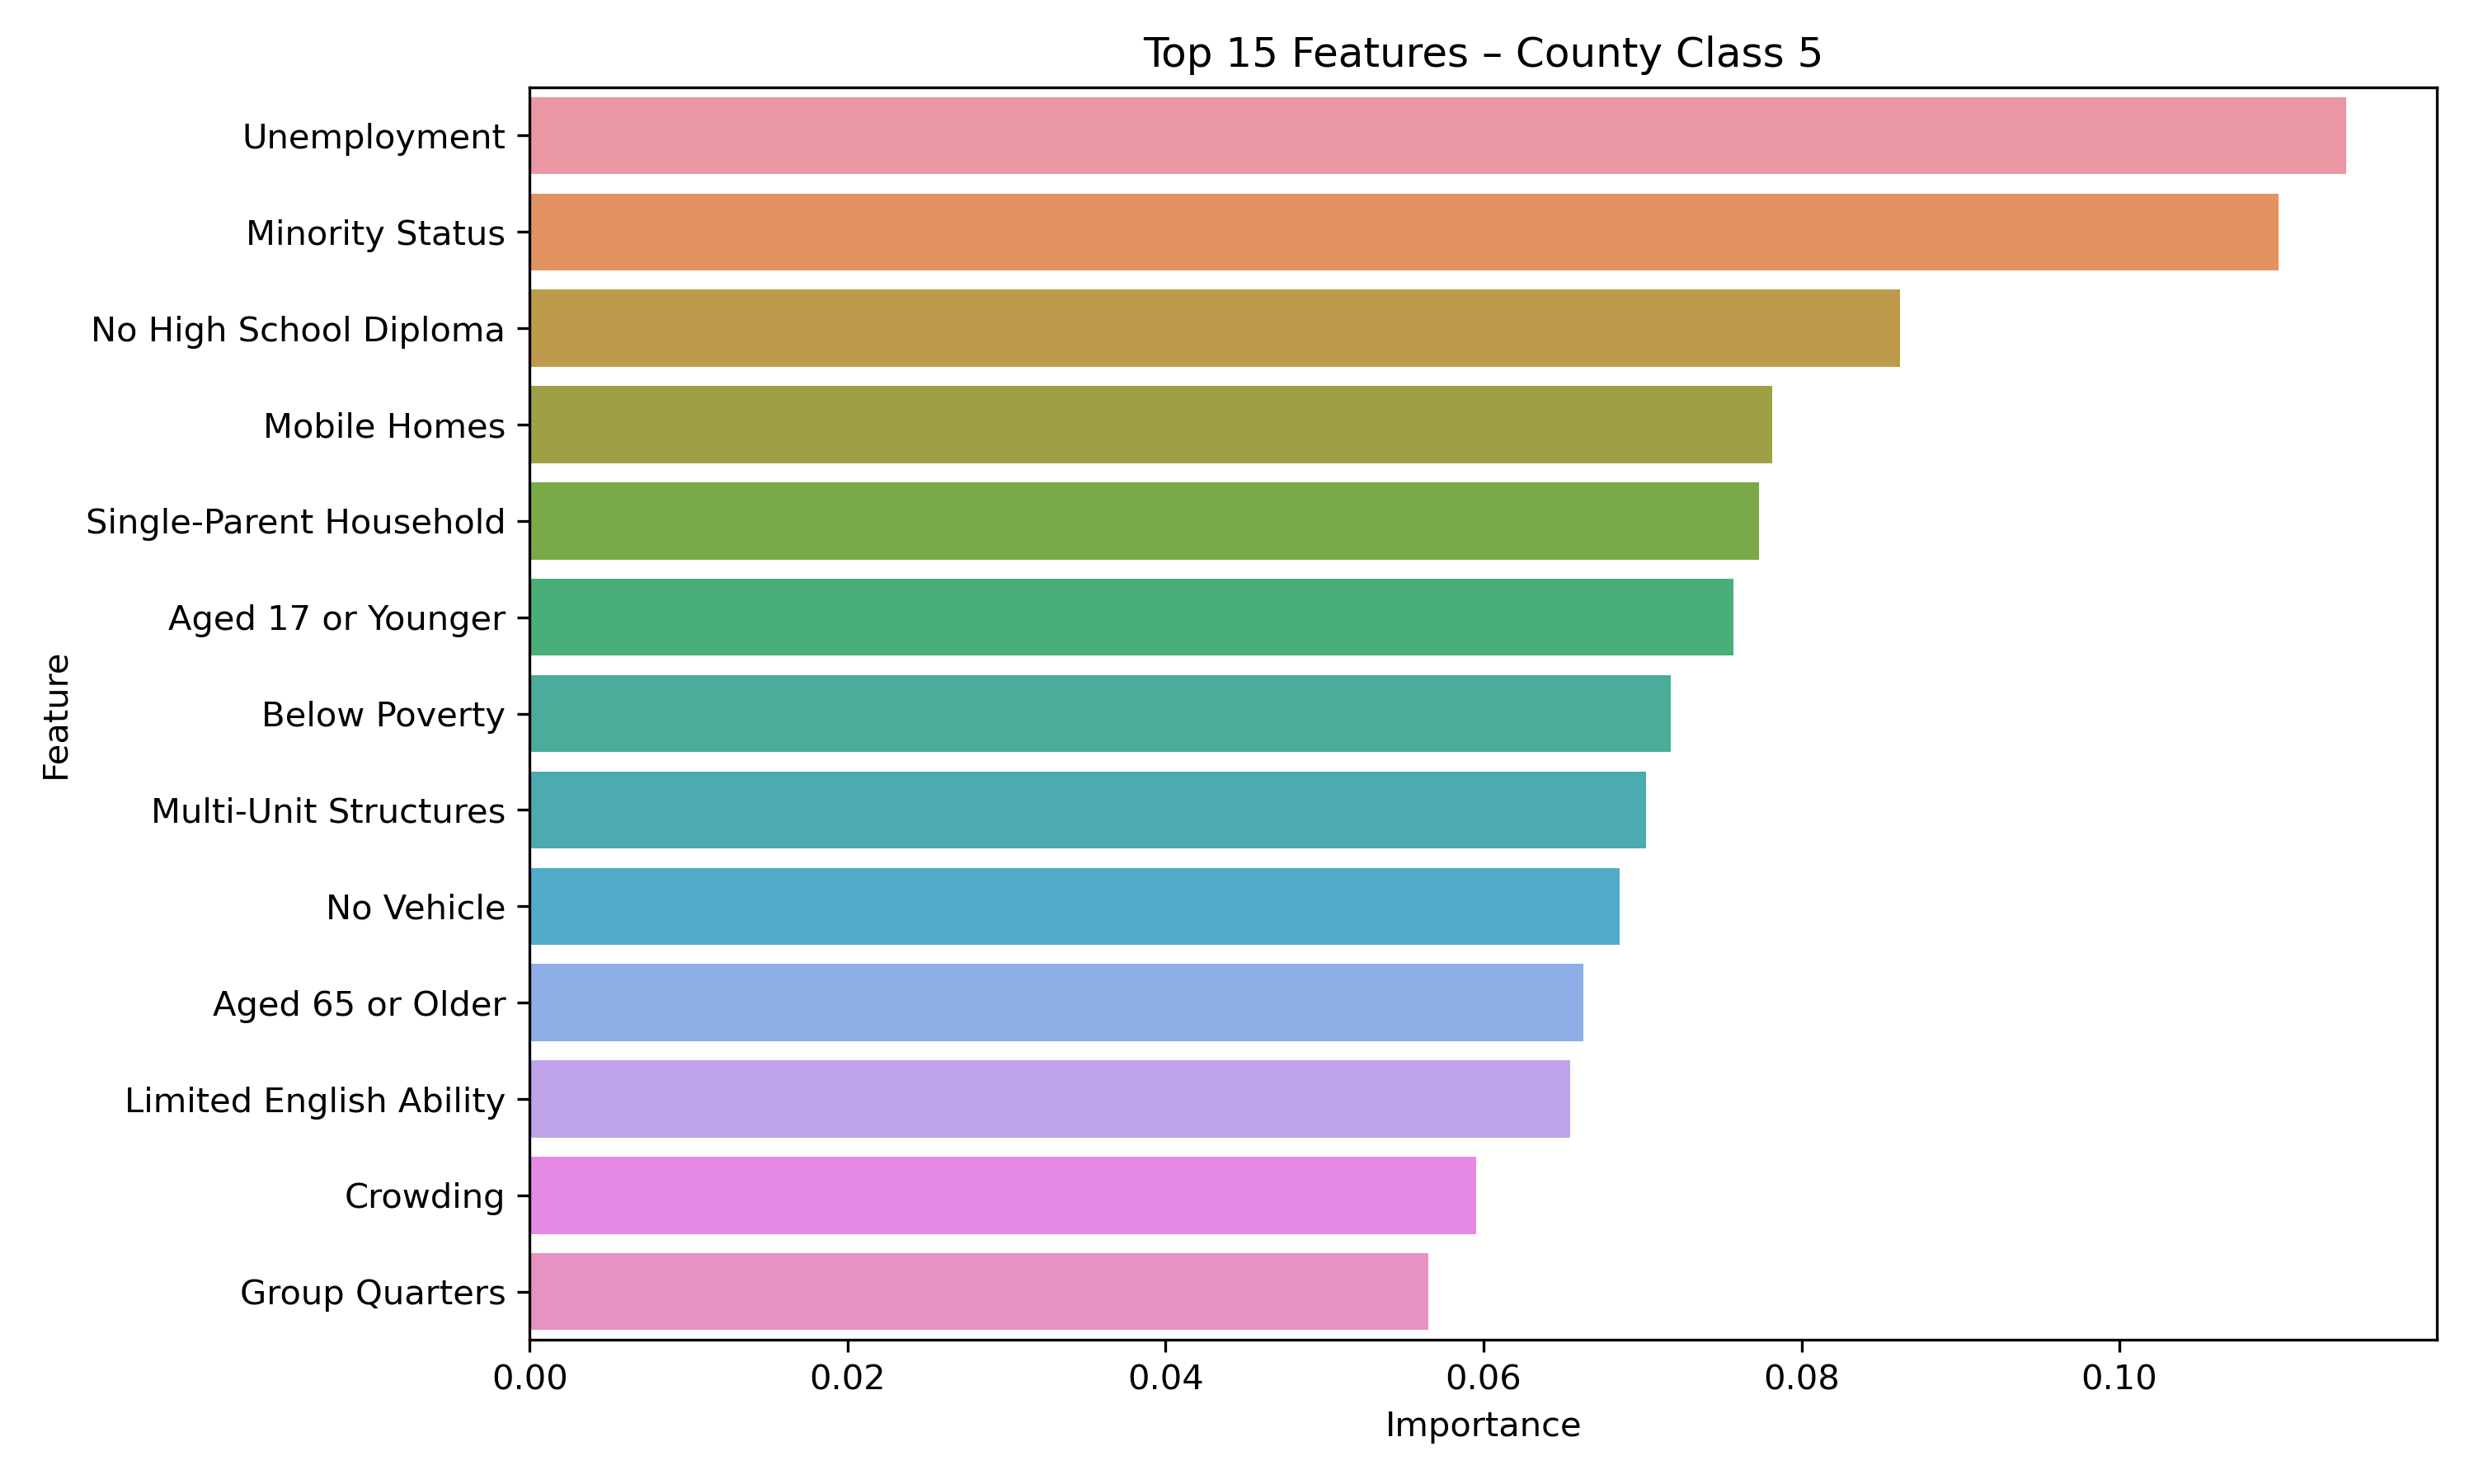 Top 15 Features – County Class 5
Feature
Unemployment
Minority Status
No High School Diploma
Mobile Homes
Single-Parent Household
Aged 17 or Younger
Below Poverty
Multi-Unit Structures
No Vehicle
Aged 65 or Older
Limited English Ability
Crowding
Group Quarters
0.00 0.02 0.04 0.06 0.08 0.10
Importance